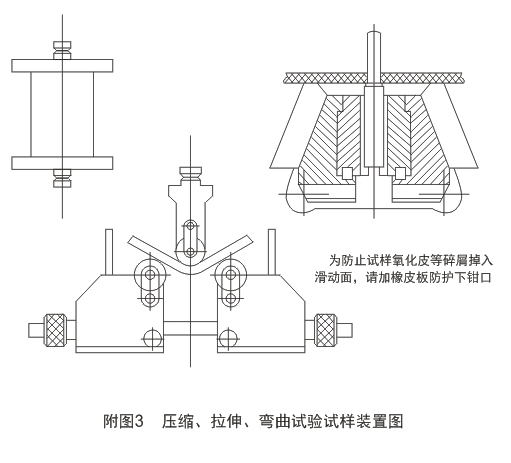 为防止试样氧化皮等碎屑掉入
滑动面，请加橡皮板防护下钳口
附图3 压缩、拉伸、弯曲试验试样装置图